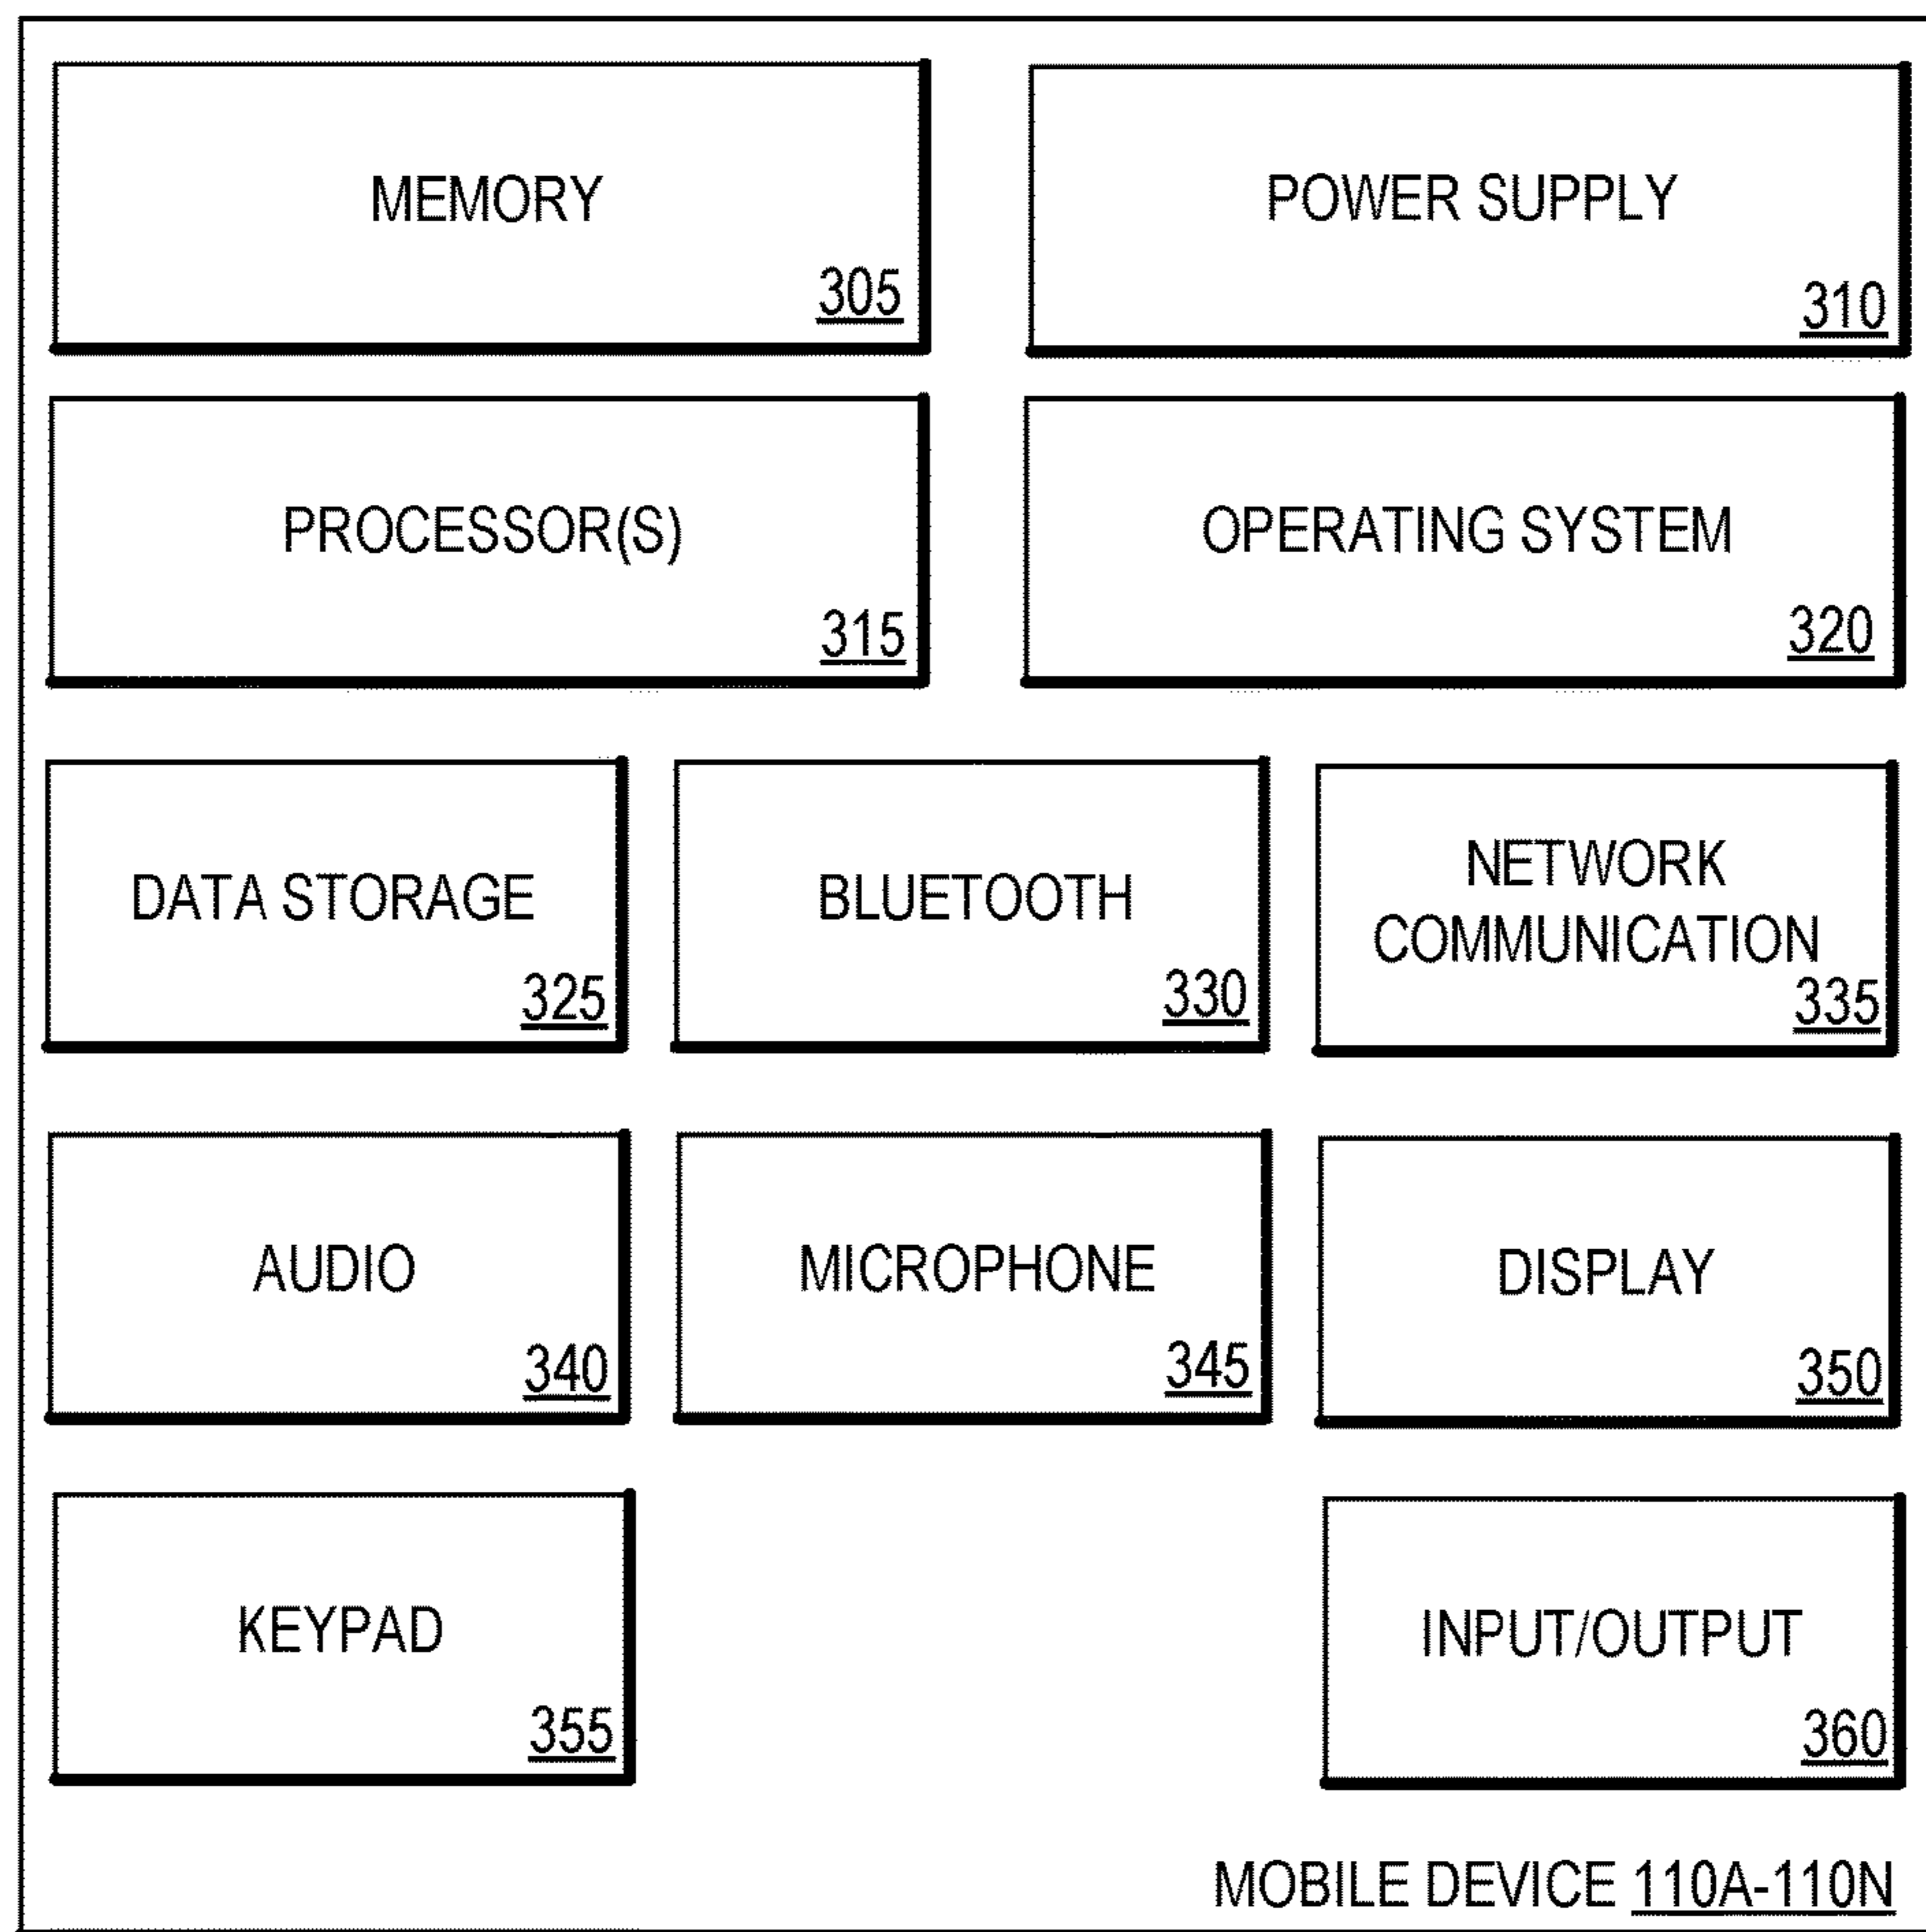 MEMORY
305
POWER SUPPLY
310
PROCESSOR(S)
315
OPERATING SYSTEM
320
DATA STORAGE
325
BLUETOOTH
330
NETWORK
COMMUNICATION
335
AUDIO
340
MICROPHONE
345
DISPLAY
350
KEYPAD
355
INPUT/OUTPUT
360
MOBILE DEVICE 110A-110N